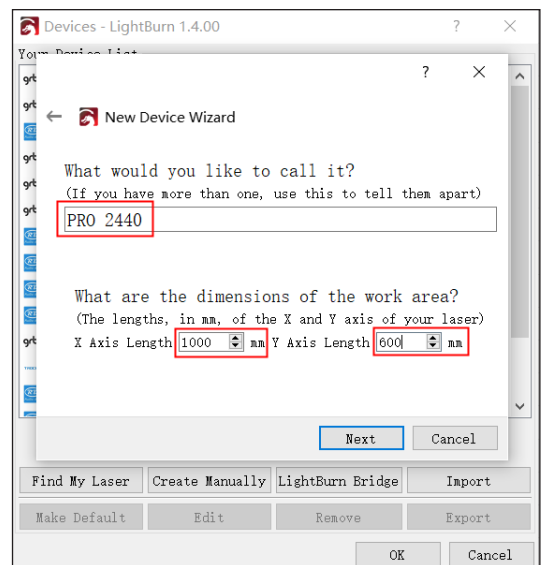 Devices - LightBurn 1.4.00 ? ×
Your Device List
? ×
← New Device Wizard
What would you like to call it?
(If you have more than one, use this to tell them apart)
PRO 2440
What are the dimensions of the work area?
(The lengths, in mm, of the X and Y axis of your laser)
X Axis Length 1000 mm Y Axis Length 600 mm
Next Cancel
Find My Laser Create Manually LightBurn Bridge Import
Make Default Edit Remove Export
OK Cancel